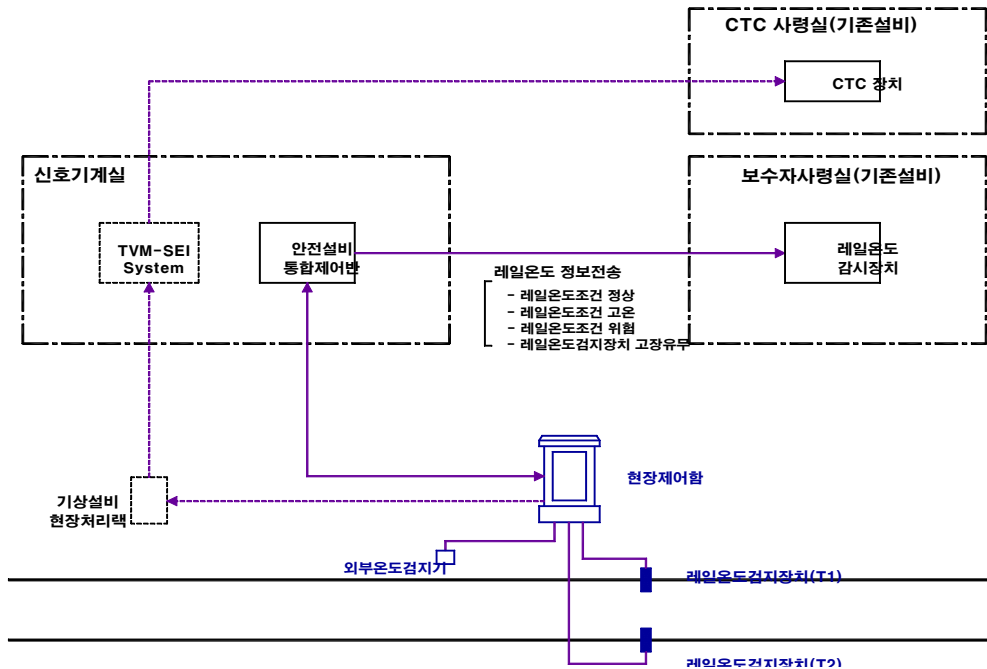 CTC 사령실(기존설비)
CTC 장치
신호기계실
보수자사령실(기존설비)
TVM-SEI
System
안전설비
통합제어반
레일온도
감시장치
레일온도 정보전송
- 레일온도조건 정상
- 레일온도조건 고온
- 레일온도조건 위험
- 레일온도검지장치 고장유무
현장제어함
기상설비
현장처리랙
외부온도검지기
레일온도검지장치(T1)
레일온도검지장치(T2)